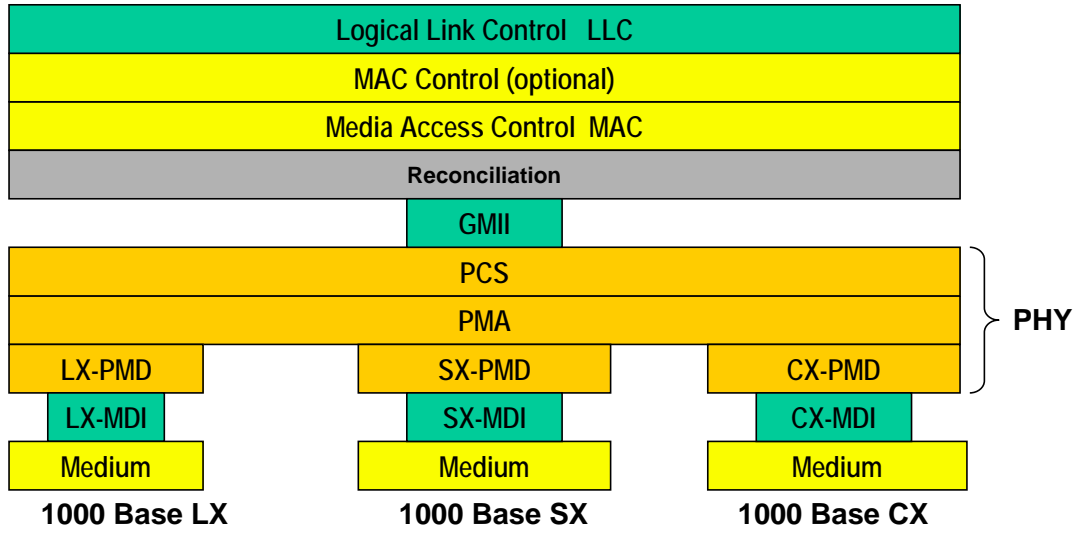 Logical Link Control LLC
MAC Control (optional)
Media Access Control MAC
Reconciliation
GMII
PCS
PMA
PHY
LX-PMD SX-PMD CX-PMD
LX-MDI SX-MDI CX-MDI
Medium Medium Medium
1000 Base LX 1000 Base SX 1000 Base CX